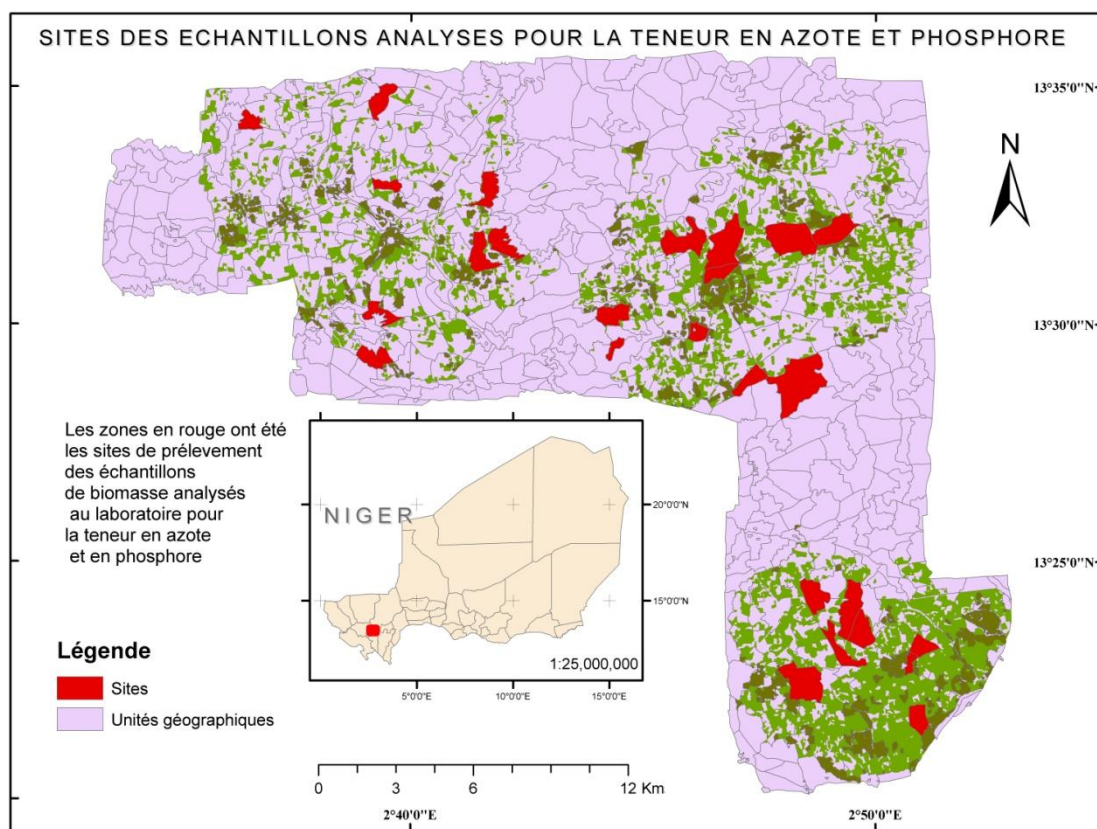 SITES DES ECHANTILLONS ANALYSES POUR LA TENEUR EN AZOTE ET PHOSPHORE
13°35'0"N
N
13°30'0"N
Les zones en rouge ont été
les sites de prélevement
des échantillons
de biomasse analysés
au laboratoire pour
la teneur en azote
et en phosphore
NIGER
20°0'0"N
15°0'0"N
1:25,000,000
5°0'0"E
10°0'0"E
15°0'0"E
13°25'0"N
Légende
Sites
Unités géographiques
0 3 6 12 Km
2°40'0"E
2°50'0"E